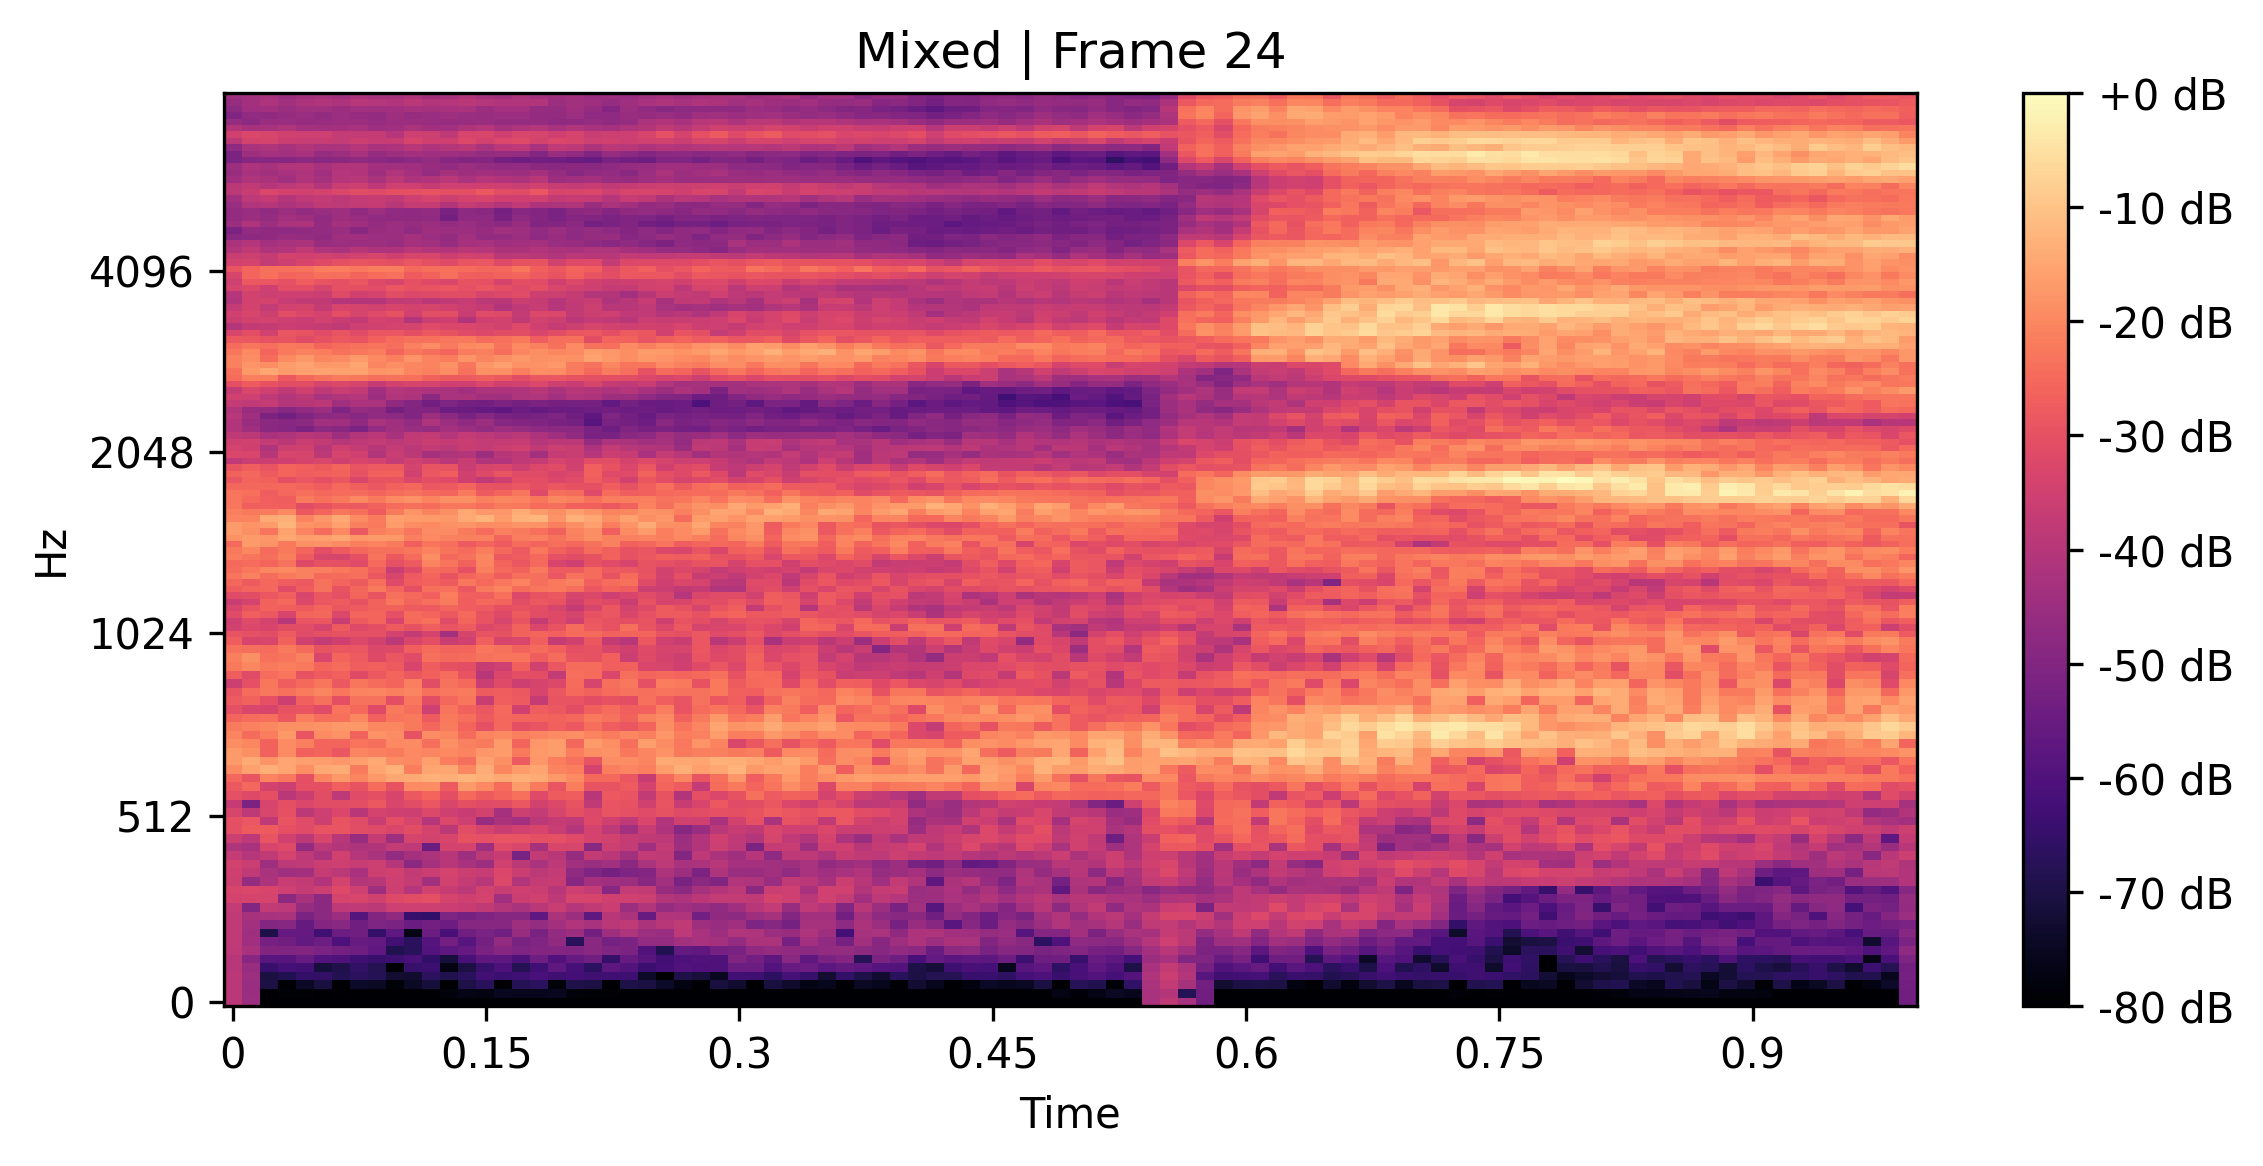 Mixed | Frame 24
Hz
4096
2048
1024
512
0
0 0.15 0.3 0.45 0.6 0.75 0.9
Time
+0 dB
-10 dB
-20 dB
-30 dB
-40 dB
-50 dB
-60 dB
-70 dB
-80 dB